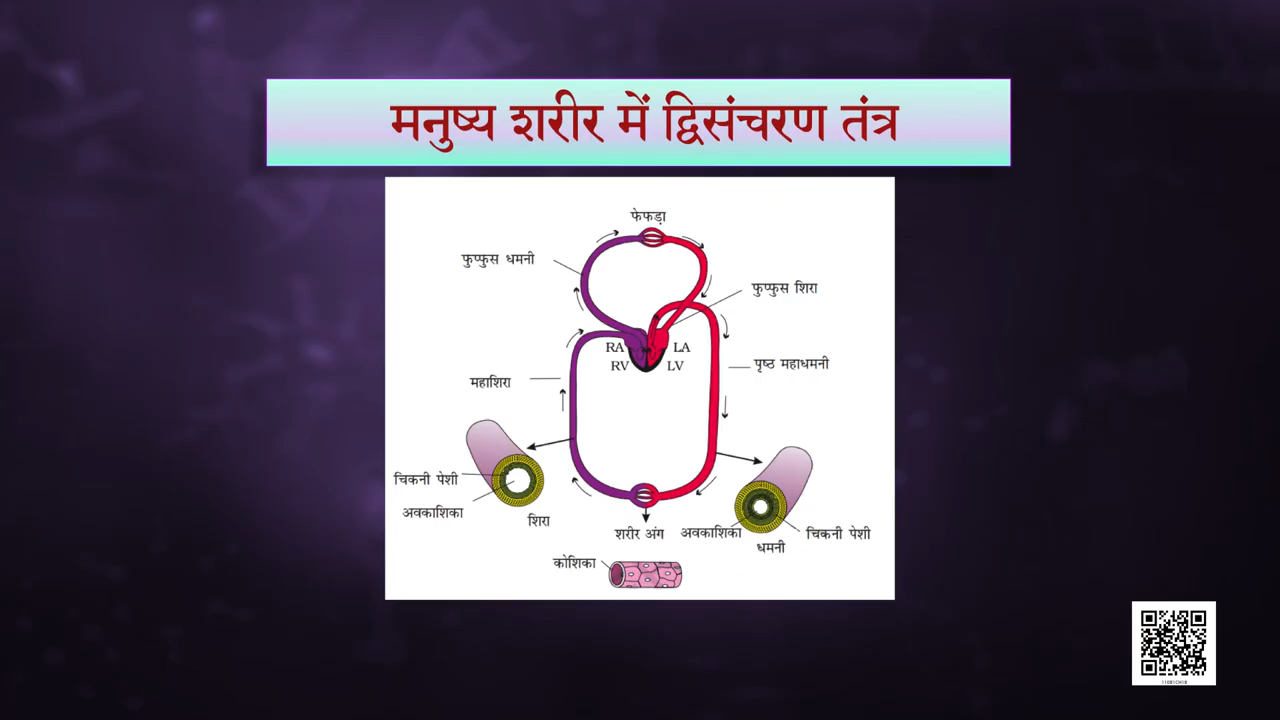 मनुष्य शरीर में द्विसंचरण तंत्र
फेफड़ा
फुप्फुस धमनी
फुप्फुस शिरा
RA
LA
RV
LV
पृष्ठ महाधमनी
महाशिरा
चिकनी पेशी
अवकाशिका
शिरा
शरीर अंग
अवकाशिका
चिकनी पेशी
धमनी
कोशिका